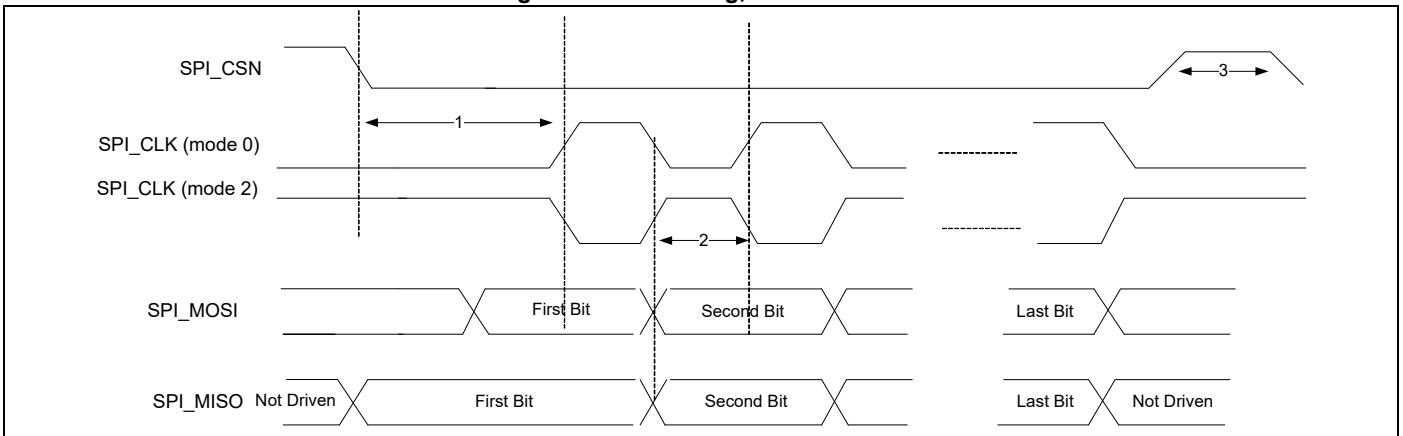 SPI_CSN
3
1
SPI_CLK (mode 0)
SPI_CLK (mode 2)
2
SPI_MOSI First Bit Second Bit Last Bit
SPI_MISO Not Driven First Bit Second Bit Last Bit Not Driven